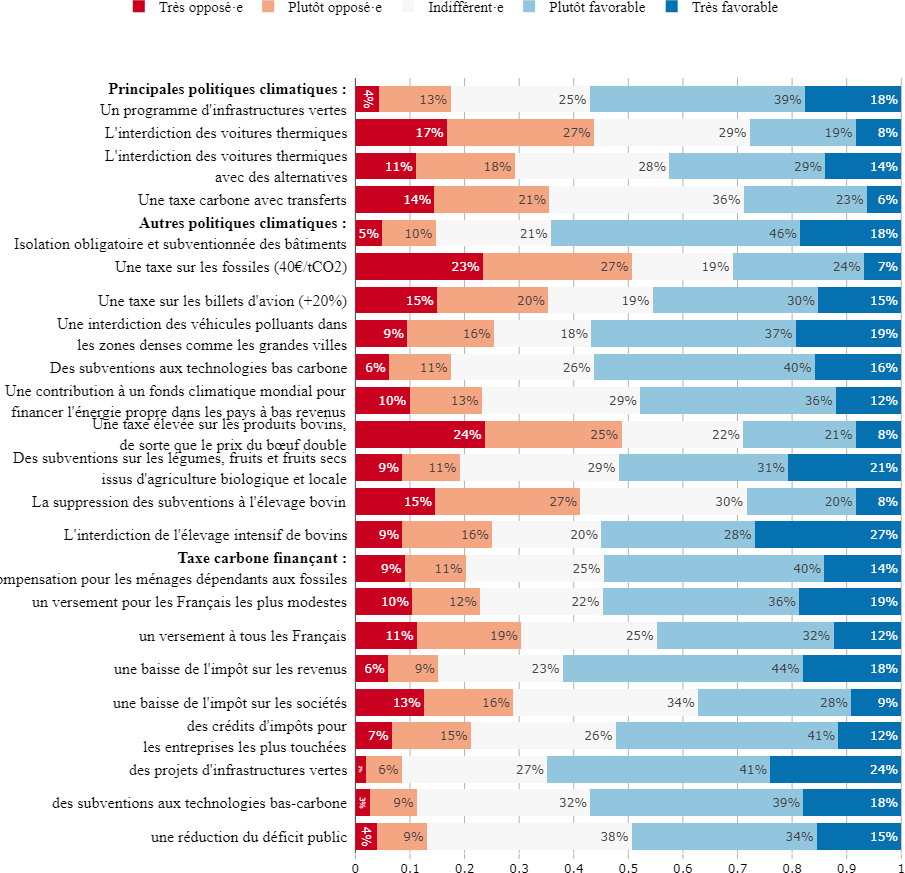 Très opposé·e Plutôt opposé·e Indifférent·e Plutôt favorable Très favorable
Principales politiques climatiques :
Un programme d'infrastructures vertes 4% 13% 25% 39% 18%
L'interdiction des voitures thermiques 17% 27% 29% 19% 8%
L'interdiction des voitures thermiques
avec des alternatives 11% 18% 28% 29% 14%
Une taxe carbone avec transferts 14% 21% 36% 23% 6%
Autres politiques climatiques :
Isolation obligatoire et subventionnée des bâtiments 5% 10% 21% 46% 18%
Une taxe sur les fossiles (40€/tCO2) 23% 27% 19% 24% 7%
Une taxe sur les billets d'avion (+20%) 15% 20% 19% 30% 15%
Une interdiction des véhicules polluants dans
les zones denses comme les grandes villes 9% 16% 18% 37% 19%
Des subventions aux technologies bas carbone 6% 11% 26% 40% 16%
Une contribution à un fonds climatique mondial pour
financer l'énergie propre dans les pays à bas revenus 10% 13% 29% 36% 12%
Une taxe élevée sur les produits bovins,
de sorte que le prix du bœuf double 24% 25% 22% 21% 8%
Des subventions sur les légumes, fruits et fruits secs
issus d'agriculture biologique et locale 9% 11% 29% 31% 21%
La suppression des subventions à l'élevage bovin 15% 27% 30% 20% 8%
L'interdiction de l'élevage intensif de bovins 9% 16% 20% 28% 27%
Taxe carbone finançant :
ompensation pour les ménages dépendants aux fossiles 9% 11% 25% 40% 14%
un versement pour les Français les plus modestes 10% 12% 22% 36% 19%
un versement à tous les Français 11% 19% 25% 32% 12%
une baisse de l'impôt sur les revenus 6% 9% 23% 44% 18%
une baisse de l'impôt sur les sociétés 13% 16% 34% 28% 9%
des crédits d'impôts pour
les entreprises les plus touchées 7% 15% 26% 41% 12%
des projets d'infrastructures vertes 6% 27% 41% 24%
des subventions aux technologies bas-carbone 3% 9% 32% 39% 18%
une réduction du déficit public 4% 9% 38% 34% 15%
0 0.1 0.2 0.3 0.4 0.5 0.6 0.7 0.8 0.9 1